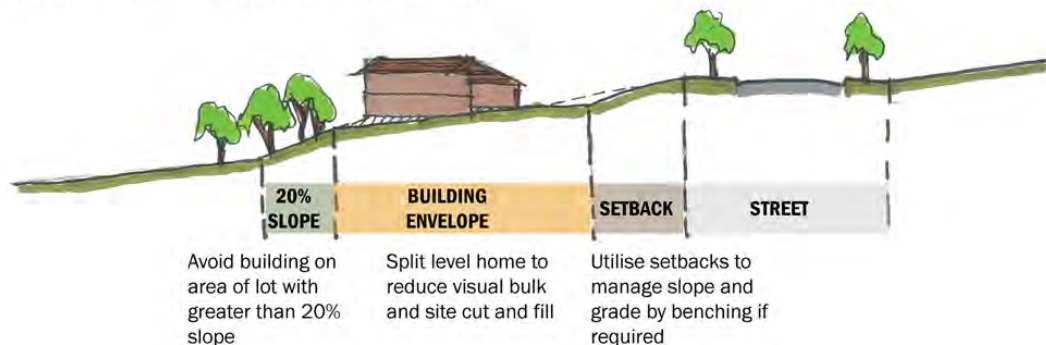 20%
SLOPE
BUILDING
ENVELOPE
SETBACK
STREET
Avoid building on
area of lot with
greater than 20%
slope
Split level home to
reduce visual bulk
and site cut and fill
Utilise setbacks to
manage slope and
grade by benching if
required